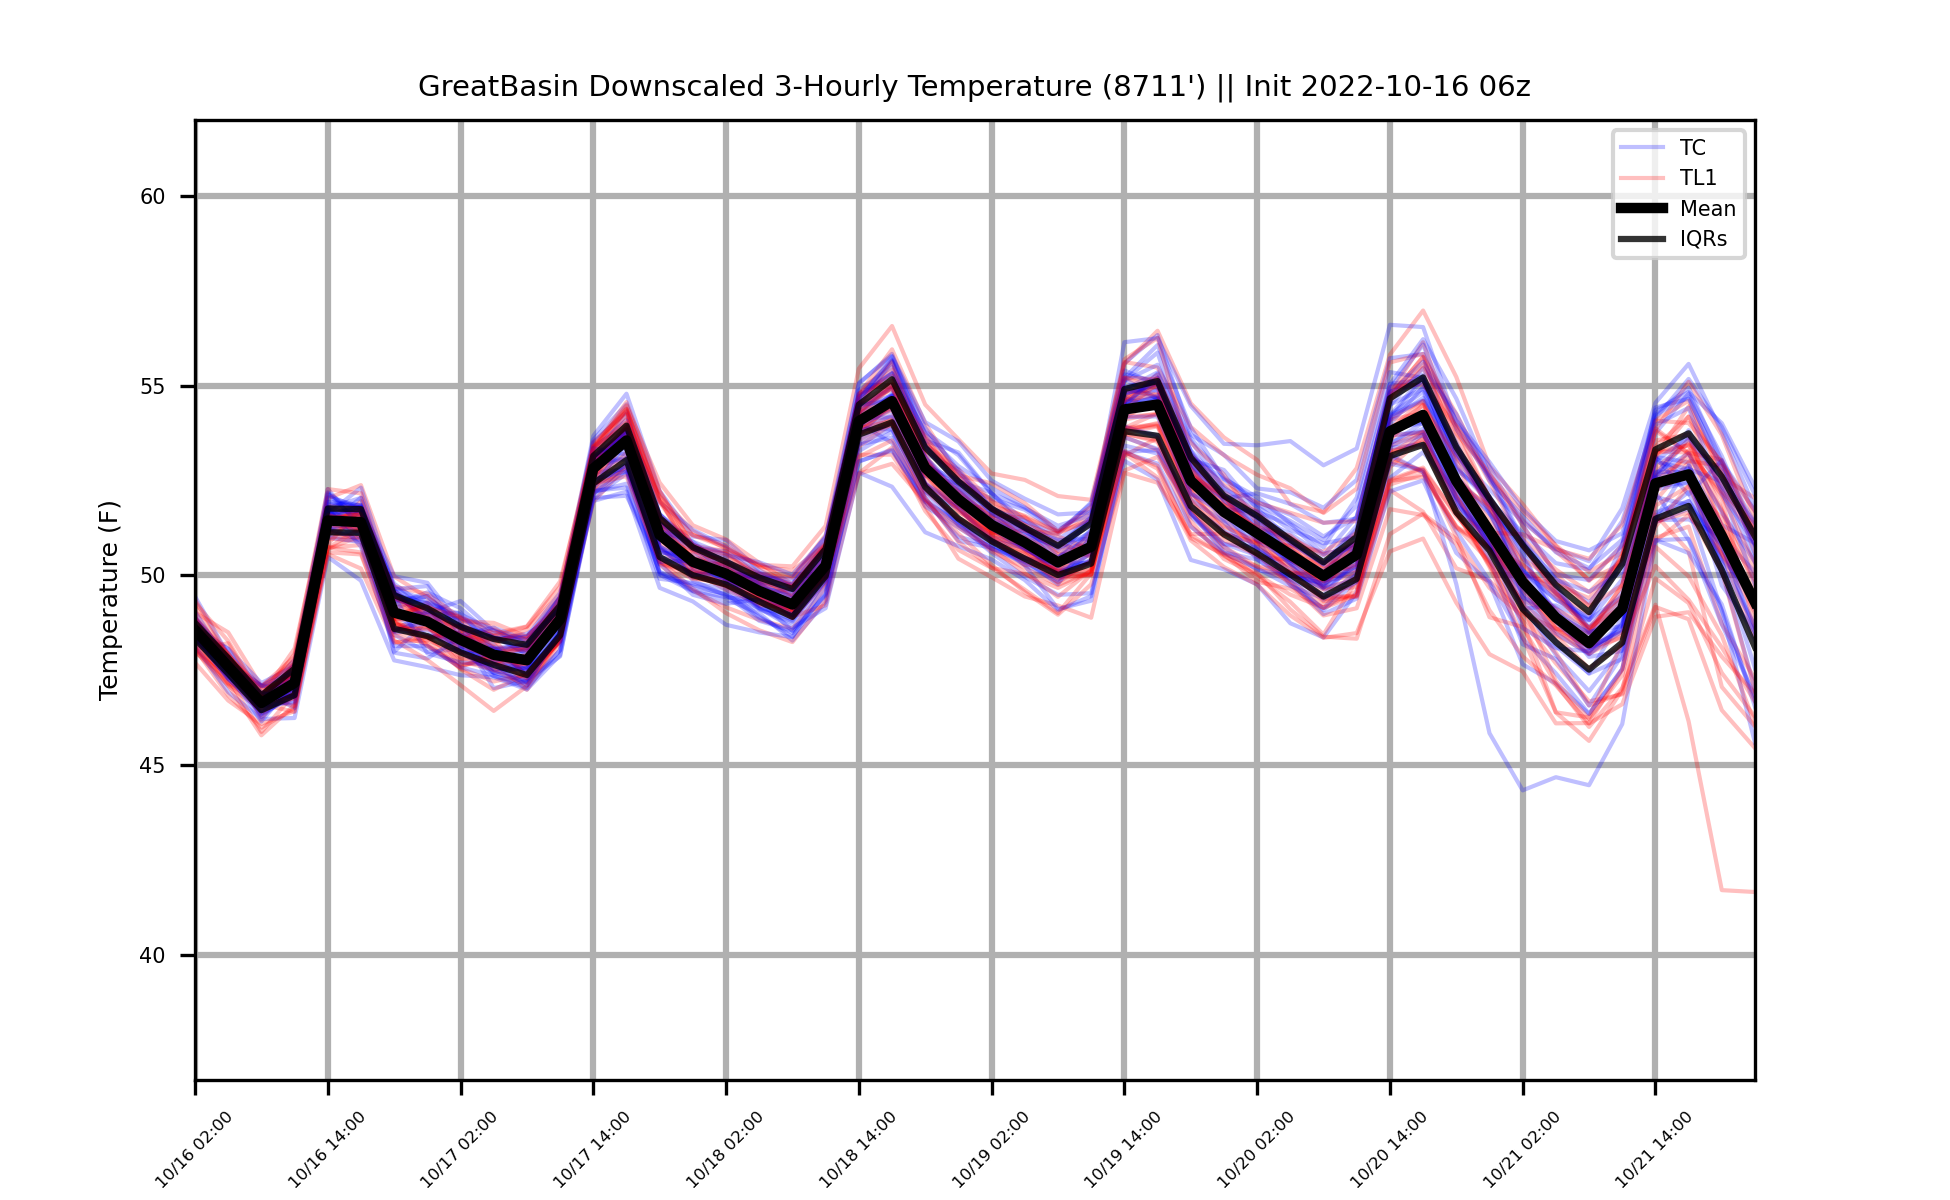 GreatBasin Downscaled 3-Hourly Temperature (8711') || Init 2022-10-16 06z
TC
TL1
Mean
IQRs
Temperature (F)
60
55
50
45
40
10/16 02:00
10/16 14:00
10/17 02:00
10/17 14:00
10/18 02:00
10/18 14:00
10/19 02:00
10/19 14:00
10/20 02:00
10/20 14:00
10/21 02:00
10/21 14:00